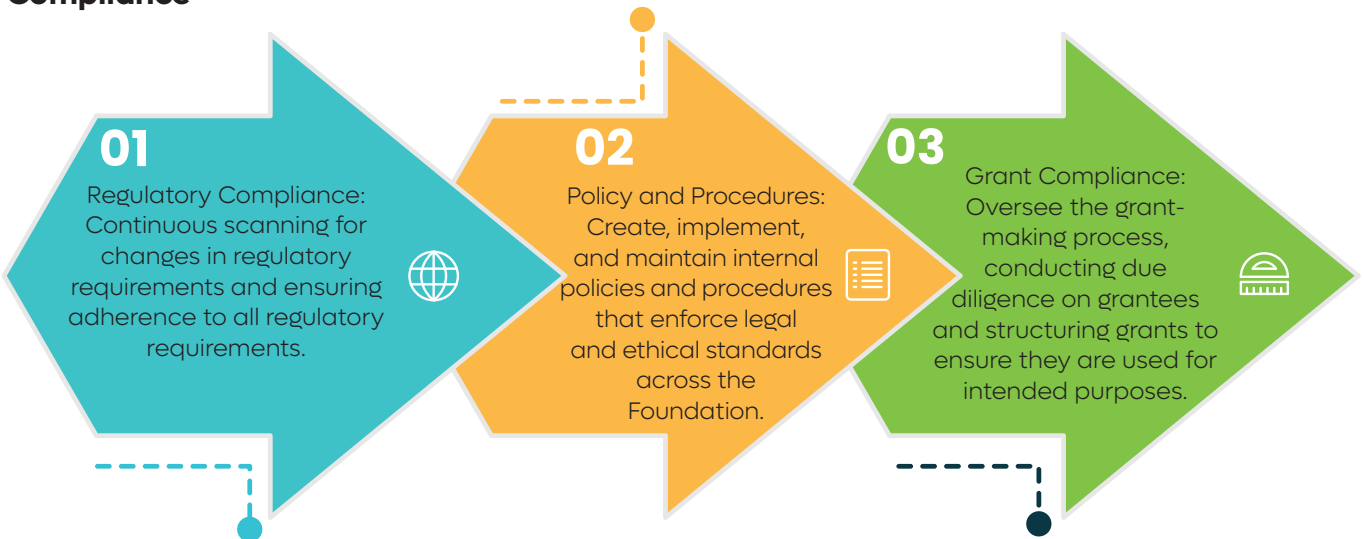 Compliance
01
Regulatory Compliance:
Continuous scanning for
changes in regulatory
requirements and ensuring
adherence to all regulatory
requirements.
02
Policy and Procedures:
Create, implement,
and maintain internal
policies and procedures
that enforce legal
and ethical standards
across the
Foundation.
03
Grant Compliance:
Oversee the grant-
making process,
conducting due
diligence on grantees
and structuring grants to
ensure they are used for
intended purposes.